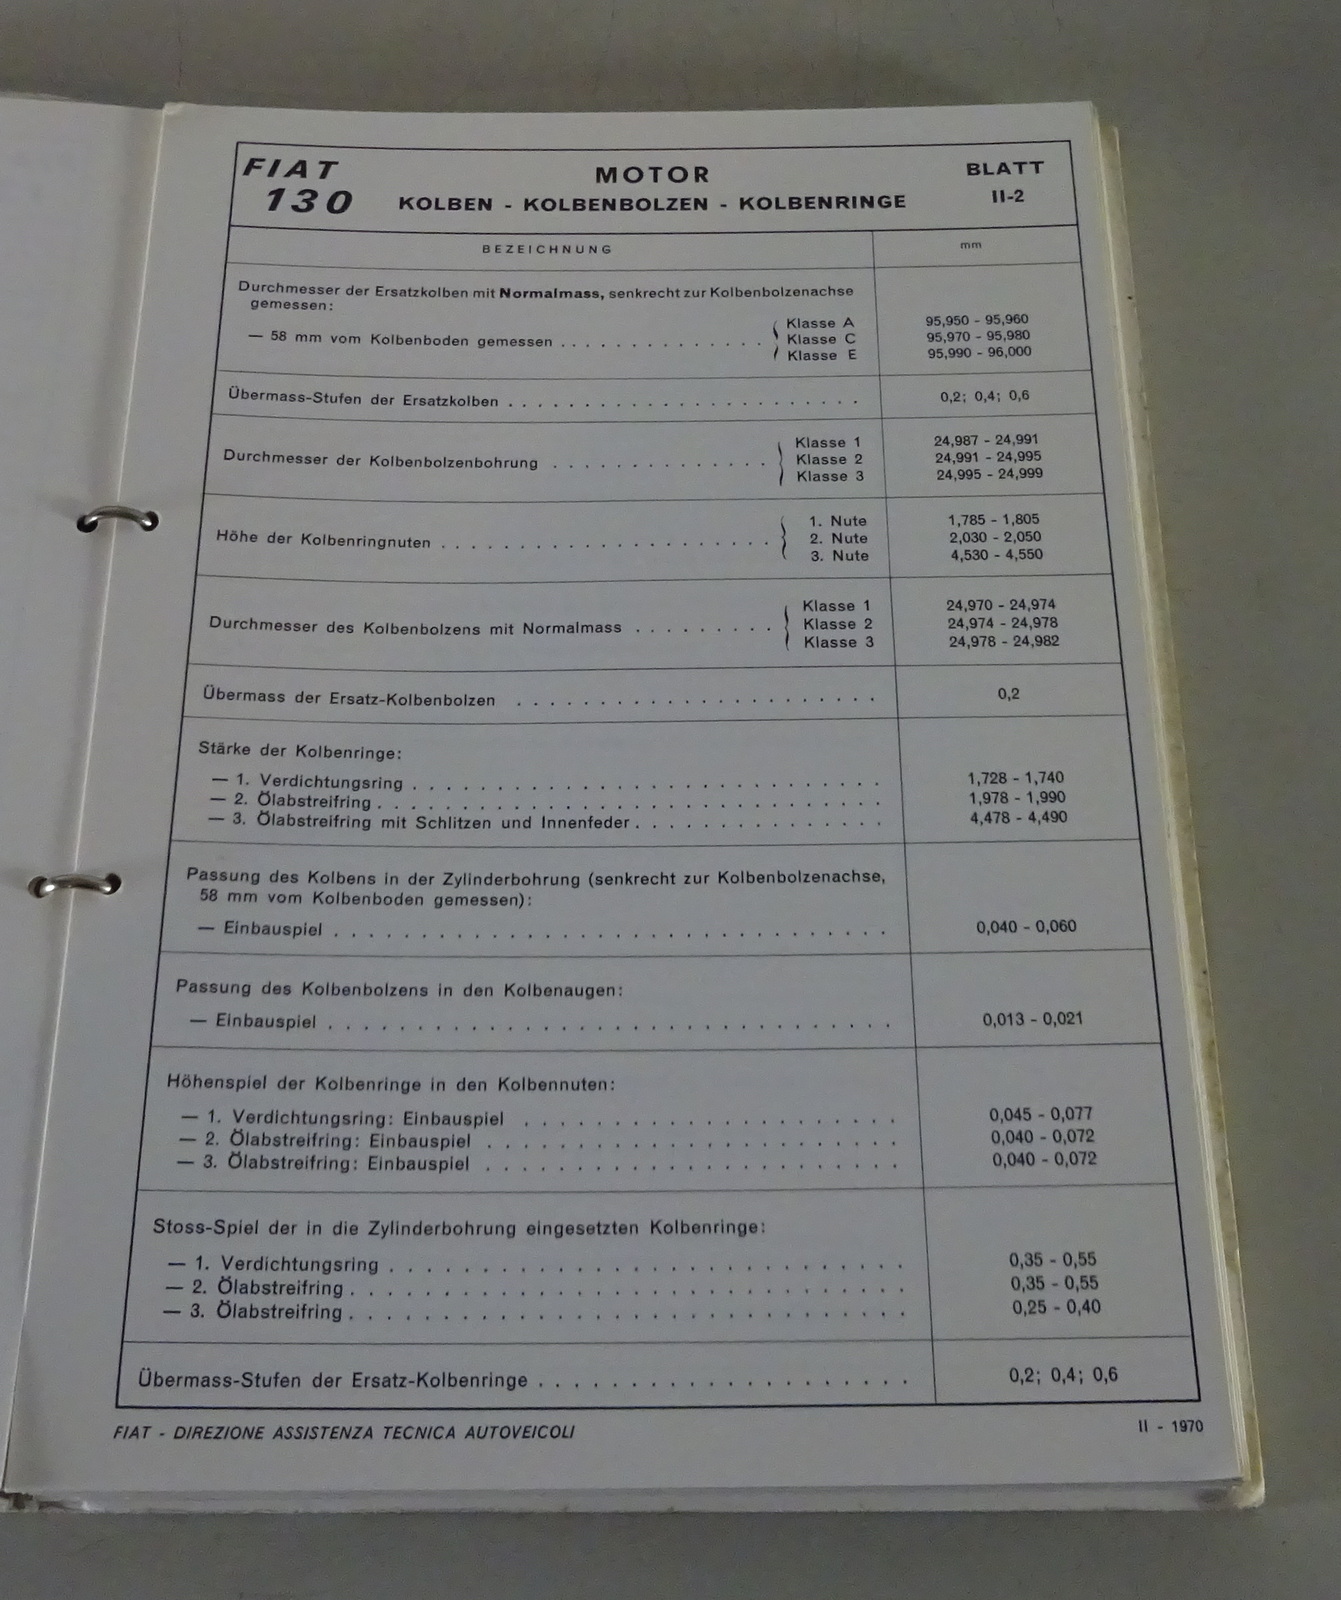 FIAT
130
MOTOR
KOLBEN - KOLBENBOLZEN - KOLBENRINGE
BLATT
II-2
BEZEICHNUNG mm
Durchmesser der Ersatzkolben mit Normalmass, senkrecht zur Kolbenbolzenachse
gemessen:
Klasse A 95,950 - 95,960
— 58 mm vom Kolbenboden gemessen . . . . . . . . . . . . . Klasse C 95,970 - 95,980
Klasse E 95,990 - 96,000
Übermass-Stufen der Ersatzkolben . . . . . . . . . . . . . . . . . . . . . . 0,2; 0,4; 0,6
Klasse 1 24,987 - 24,991
Durchmesser der Kolbenbolzenbohrung . . . . . . . . . . . . . . Klasse 2 24,991 - 24,995
Klasse 3 24,995 - 24,999
1. Nute 1,785 - 1,805
Höhe der Kolbenringnuten . . . . . . . . . . . . . . . . . . . . 2. Nute 2,030 - 2,050
3. Nute 4,530 - 4,550
Klasse 1 24,970 - 24,974
Durchmesser des Kolbenbolzens mit Normalmass . . . . . . . . . Klasse 2 24,974 - 24,978
Klasse 3 24,978 - 24,982
Übermass der Ersatz-Kolbenbolzen . . . . . . . . . . . . . . . . . . . . . 0,2
Stärke der Kolbenringe:
— 1. Verdichtungsring . . . . . . . . . . . . . . . . . . . . . . . . . 1,728 - 1,740
— 2. Ölabstreifring . . . . . . . . . . . . . . . . . . . . . . . . . . 1,978 - 1,990
— 3. Ölabstreifring mit Schlitzen und Innenfeder . . . . . . . . . . . . . . 4,478 - 4,490
Passung des Kolbens in der Zylinderbohrung (senkrecht zur Kolbenbolzenachse,
58 mm vom Kolbenboden gemessen):
— Einbauspiel . . . . . . . . . . . . . . . . . . . . . . . . . . . . . 0,040 - 0,060
Passung des Kolbenbolzens in den Kolbenaugen:
— Einbauspiel . . . . . . . . . . . . . . . . . . . . . . . . . . . . . 0,013 - 0,021
Höhenspiel der Kolbenringe in den Kolbennuten:
— 1. Verdichtungsring: Einbauspiel . . . . . . . . . . . . . . . . . . . . 0,045 - 0,077
— 2. Ölabstreifring: Einbauspiel . . . . . . . . . . . . . . . . . . . . . 0,040 - 0,072
— 3. Ölabstreifring: Einbauspiel . . . . . . . . . . . . . . . . . . . . . 0,040 - 0,072
Stoss-Spiel der in die Zylinderbohrung eingesetzten Kolbenringe:
— 1. Verdichtungsring . . . . . . . . . . . . . . . . . . . . . . . . . 0,35 - 0,55
— 2. Ölabstreifring . . . . . . . . . . . . . . . . . . . . . . . . . . 0,35 - 0,55
— 3. Ölabstreifring . . . . . . . . . . . . . . . . . . . . . . . . . . 0,25 - 0,40
Übermass-Stufen der Ersatz-Kolbenringe . . . . . . . . . . . . . . . . . . 0,2; 0,4; 0,6
FIAT - DIREZIONE ASSISTENZA TECNICA AUTOVEICOLI II - 1970